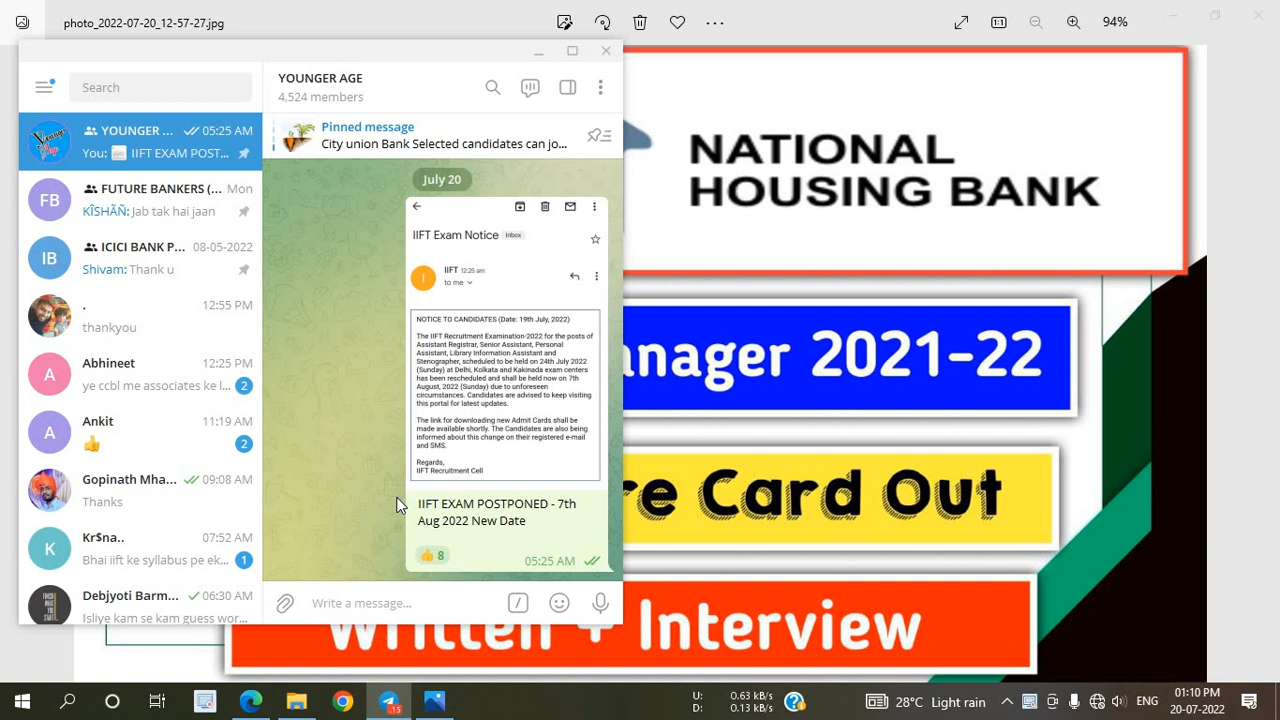 photo_2022-07-20_12-57-27.jpg
94%
Search
YOUNGER ... 05:25 AM
You: IIFT EXAM POST...
FB
FUTURE BANKERS (... Mon
KÎSHÃÑ: Jab tak hai jaan
IB
ICICI BANK P... 08-05-2022
Shivam: Thank u
. 12:55 PM
thankyou
A
Abhineet 12:25 PM
ye ccbl me associates ke l... 2
A
Ankit 11:19 AM
👍 2
Gopinath Mha... 09:08 AM
Thanks
K
Kr$na.. 07:52 AM
Bhai iift ke syllabus pe ek... 1
Debjyoti Barm... 06:30 AM
Isliye kam se kam guess wor...
YOUNGER AGE
4,524 members
Pinned message
City union Bank Selected candidates can jo...
July 20
IIFT Exam Notice Inbox
I
IIFT 12:25 am
to me
NOTICE TO CANDIDATES (Date: 19th July, 2022)
The IIFT Recruitment Examination-2022 for the posts of
Assistant Registrar, Senior Assistant, Personal
Assistant, Library Information Assistant and
Stenographer, scheduled to be held on 24th July 2022
(Sunday) at Delhi, Kolkata and Kakinada exam centers
has been rescheduled and shall be held now on 7th
August, 2022 (Sunday) due to unforeseen
circumstances. Candidates are advised to keep visiting
this portal for latest updates.
The link for downloading new Admit Cards shall be
made available shortly. The Candidates are also being
informed about this change on their registered e-mail
and SMS.
Regards,
IIFT Recruitment Cell
IIFT EXAM POSTPONED - 7th
Aug 2022 New Date
👍 8
05:25 AM
Write a message...
NATIONAL
HOUSING BANK
nager 2021-22
re Card Out
Written + Interview
U: 0.63 kB/s
D: 0.13 kB/s
28°C Light rain
ENG
01:10 PM
20-07-2022